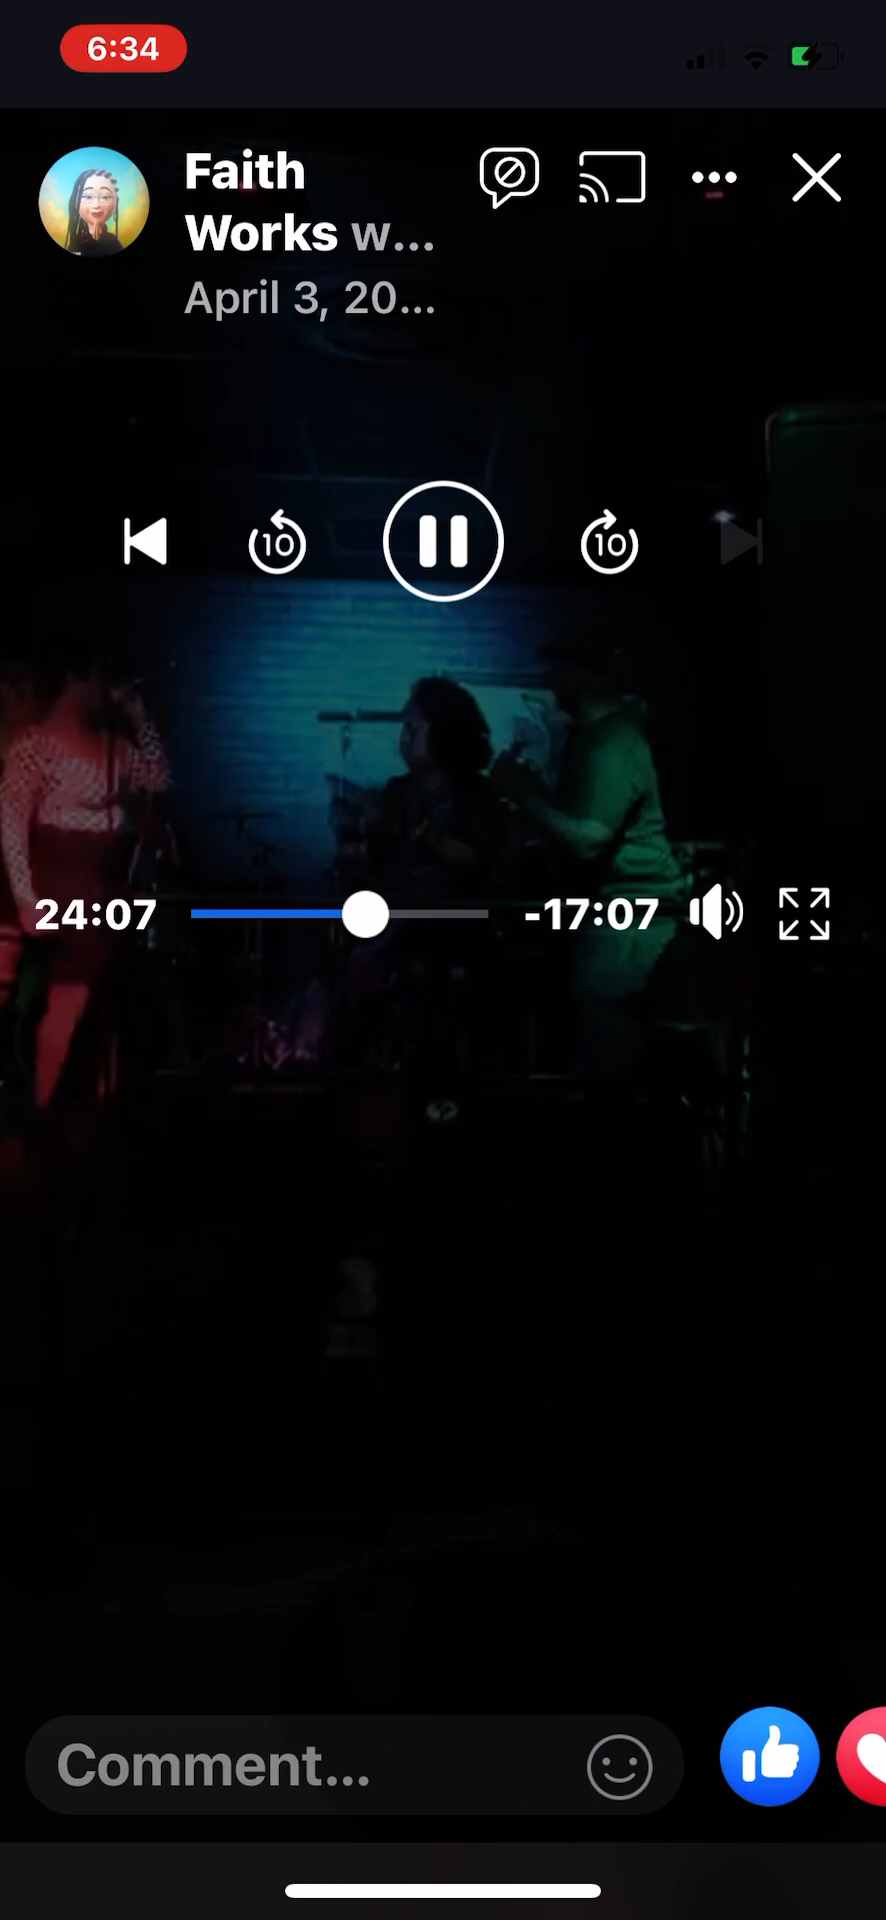 6:34
Faith
Works w...
April 3, 20...
10
10
24:07
-17:07
Comment...